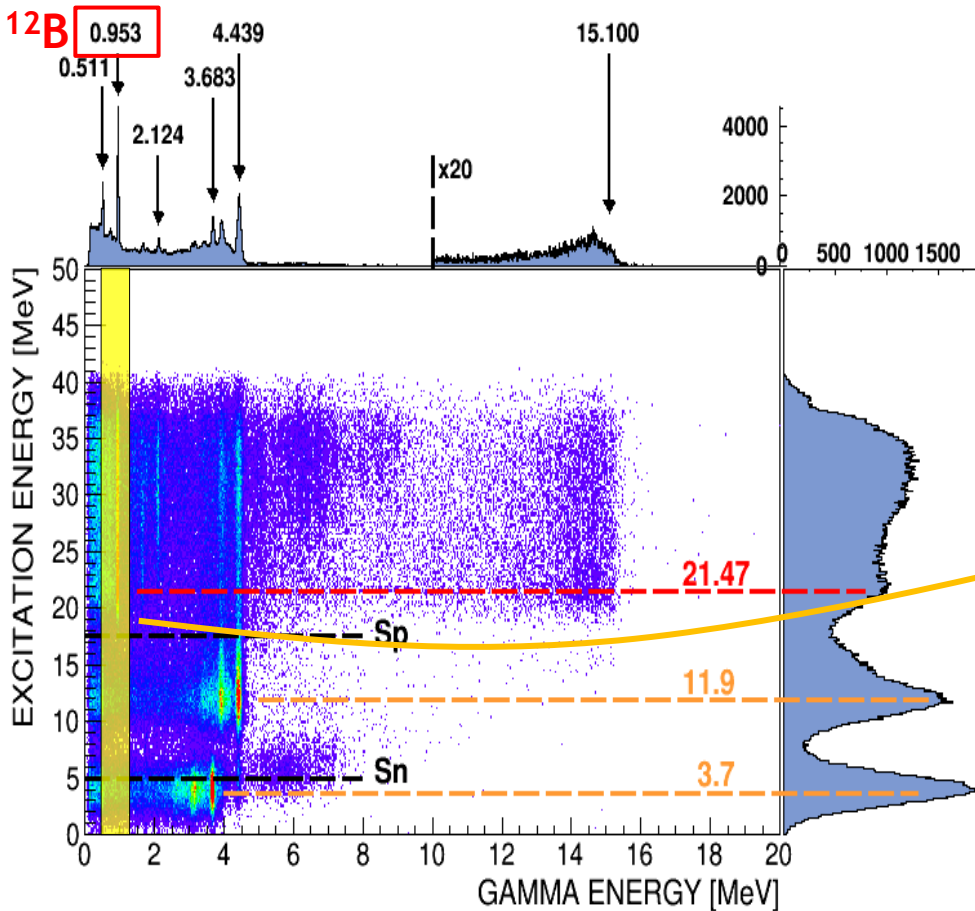 ¹²B 0.953 4.439 15.100
0.511 3.683
2.124
x20
4000
2000
0
0 500 1000 1500
50
45
40
35
30
25
20
15
10
5
0
EXCITATION ENERGY [MeV]
21.47
Sp
11.9
Sn
3.7
0 2 4 6 8 10 12 14 16 18 20
GAMMA ENERGY [MeV]